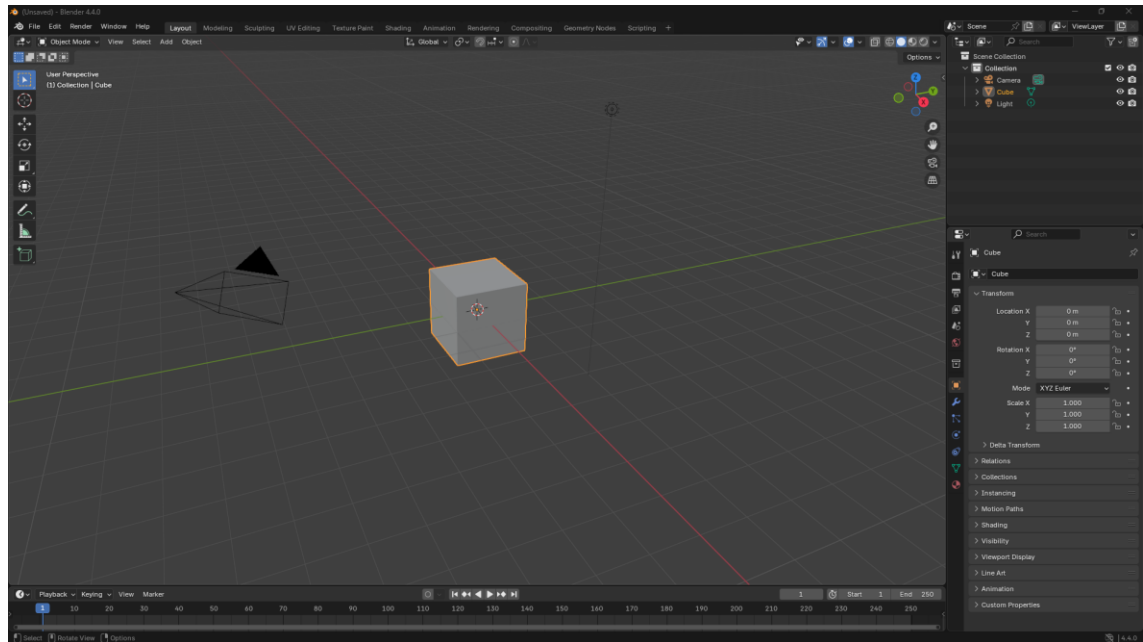 (Unsaved) - Blender 4.4.0
File Edit Render Window Help Layout Modeling Sculpting UV Editing Texture Paint Shading Animation Rendering Compositing Geometry Nodes Scripting + Scene ViewLayer
Object Mode View Select Add Object Global Search
Options
User Perspective
(1) Collection | Cube
Z
Y
X
Scene Collection
Collection
Camera
Cube
Light
Search
Cube
Cube
Transform
Location X 0 m
Y 0 m
Z 0 m
Rotation X 0°
Y 0°
Z 0°
Mode XYZ Euler
Scale X 1.000
Y 1.000
Z 1.000
Delta Transform
Relations
Collections
Instancing
Motion Paths
Shading
Visibility
Viewport Display
Line Art
Animation
Custom Properties
Playback Keying View Marker 1 Start 1 End 250
1 10 20 30 40 50 60 70 80 90 100 110 120 130 140 150 160 170 180 190 200 210 220 230 240 250
Select Rotate View Options 4.4.0